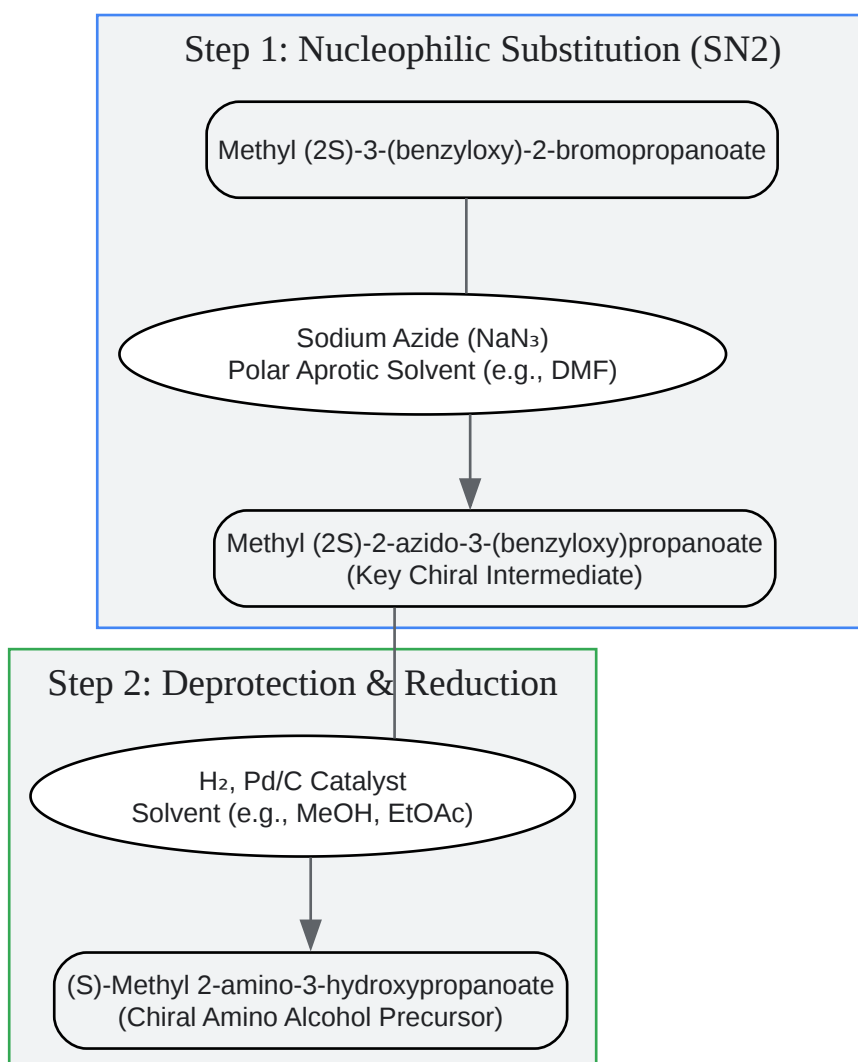 Step 1: Nucleophilic Substitution (SN2)
Methyl (2S)-3-(benzyloxy)-2-bromopropanoate
Sodium Azide (NaN₃)
Polar Aprotic Solvent (e.g., DMF)
Methyl (2S)-2-azido-3-(benzyloxy)propanoate
(Key Chiral Intermediate)
Step 2: Deprotection & Reduction
H₂, Pd/C Catalyst
Solvent (e.g., MeOH, EtOAc)
(S)-Methyl 2-amino-3-hydroxypropanoate
(Chiral Amino Alcohol Precursor)